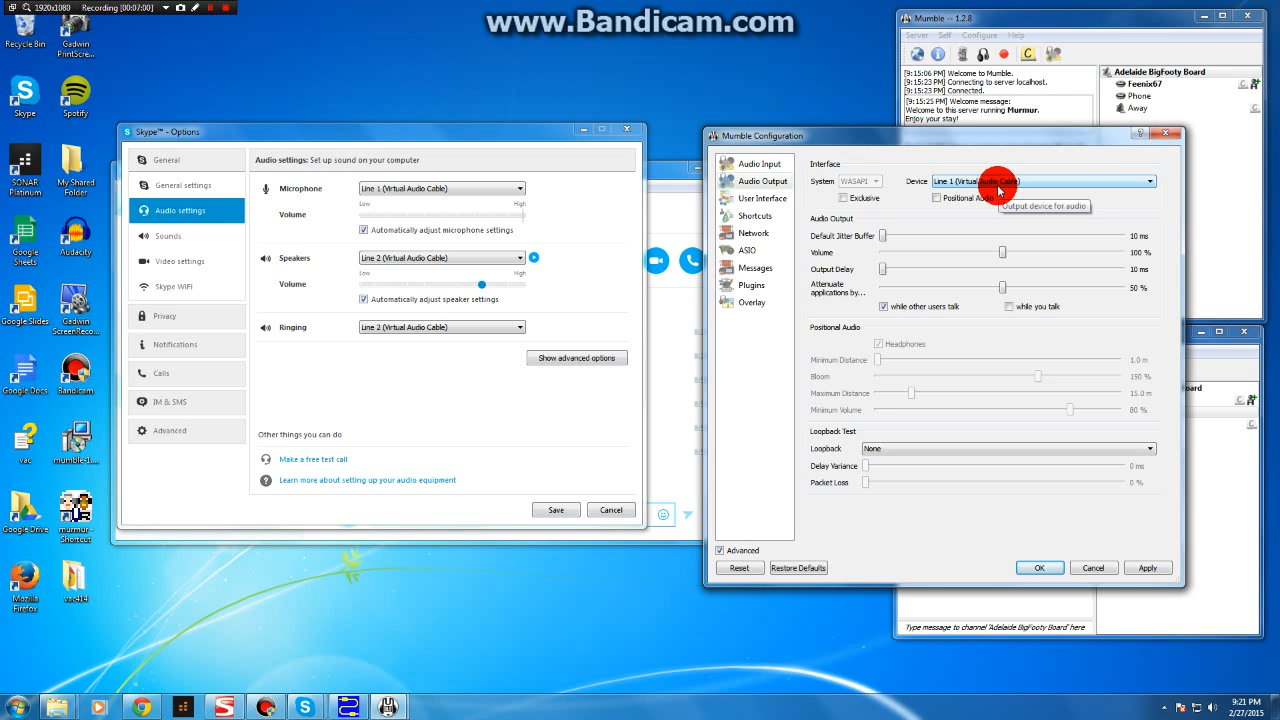 1920x1080 Recording [00:07:00]
www.Bandicam.com
Recycle Bin
Gadwin PrintScre...
Skype
Spotify
SONAR Platinum
My Shared Folder
Google Sheets
Audacity
Google Slides
Gadwin ScreenReco...
Google Docs
Bandicam
vac
mumble-1....
Google Drive
murmur - Shortcut
Mozilla Firefox
vac414
Skype™ - Options
General
General settings
Audio settings
Sounds
Video settings
Skype WiFi
Privacy
Notifications
Calls
IM & SMS
Advanced
Audio settings: Set up sound on your computer
Microphone
Line 1 (Virtual Audio Cable)
Low
High
Volume
Automatically adjust microphone settings
Speakers
Line 2 (Virtual Audio Cable)
Low
High
Volume
Automatically adjust speaker settings
Ringing
Line 2 (Virtual Audio Cable)
Show advanced options
Other things you can do
Make a free test call
Learn more about setting up your audio equipment
Save
Cancel
Mumble -- 1.2.8
Server Self Configure Help
[9:15:06 PM] Welcome to Mumble.
[9:15:23 PM] Connecting to server localhost.
[9:15:23 PM] Connected.
[9:15:25 PM] Welcome message:
Welcome to this server running Murmur.
Enjoy your stay!
Adelaide BigFooty Board
Feenix67
Phone
Away
Mumble Configuration
Audio Input
Audio Output
User Interface
Shortcuts
Network
ASIO
Messages
Plugins
Overlay
Interface
System WASAPI
Device Line 1 (Virtual Audio Cable)
Exclusive
Positional Audio
Output device for audio
Audio Output
Default Jitter Buffer 10 ms
Volume 100 %
Output Delay 10 ms
Attenuate applications by... 50 %
while other users talk
while you talk
Positional Audio
Headphones
Minimum Distance 1.0 m
Bloom 150 %
Maximum Distance 15.0 m
Minimum Volume 80 %
Loopback Test
Loopback None
Delay Variance 0 ms
Packet Loss 0 %
Advanced
Reset
Restore Defaults
OK
Cancel
Apply
oard
Type message to channel 'Adelaide BigFooty Board' here
9:21 PM
2/27/2015